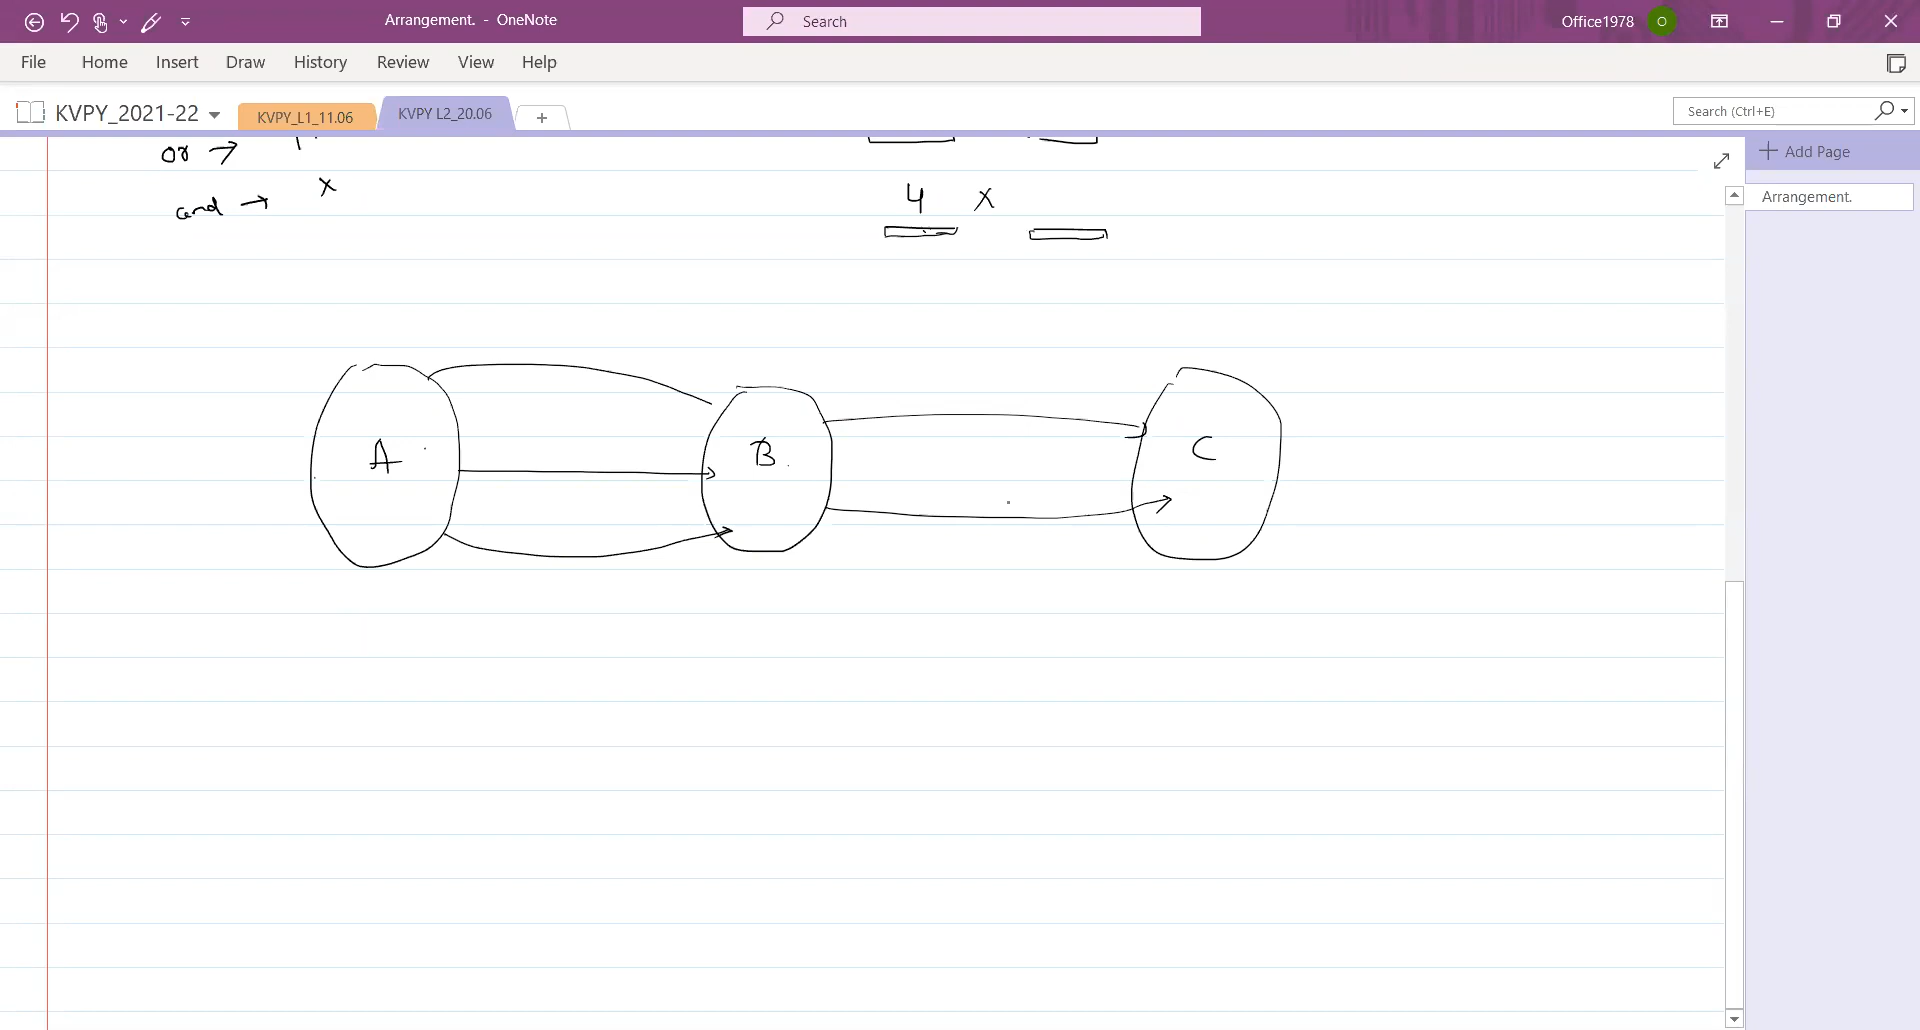 Arrangement. - OneNote
Search
Office1978
O
File Home Insert Draw History Review View Help
KVPY_2021-22
KVPY_L1_11.06
KVPY L2_20.06
+
Search (Ctrl+E)
Add Page
Arrangement.
or →
and → x
4 x
A
B
C